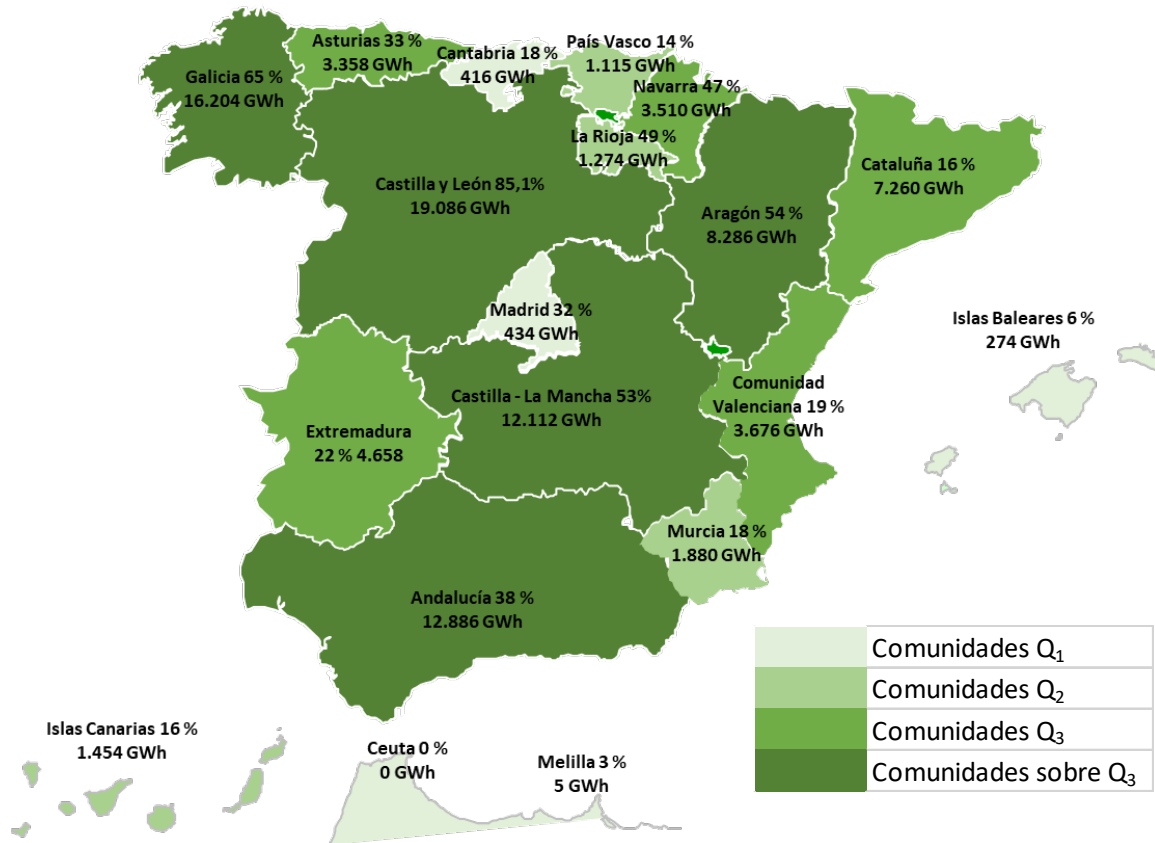 Asturias 33 %
3.358 GWh
Cantabria 18 %
416 GWh
País Vasco 14 %
1.115 GWh
Galicia 65 %
16.204 GWh
Navarra 47 %
3.510 GWh
La Rioja 49 %
1.274 GWh
Cataluña 16 %
7.260 GWh
Castilla y León 85,1%
19.086 GWh
Aragón 54 %
8.286 GWh
Madrid 32 %
434 GWh
Islas Baleares 6 %
274 GWh
Castilla - La Mancha 53%
12.112 GWh
Comunidad
Valenciana 19 %
3.676 GWh
Extremadura
22 % 4.658
Murcia 18 %
1.880 GWh
Andalucía 38 %
12.886 GWh
Comunidades Q₁
Comunidades Q₂
Comunidades Q₃
Comunidades sobre Q₃
Islas Canarias 16 %
1.454 GWh
Ceuta 0 %
0 GWh
Melilla 3 %
5 GWh